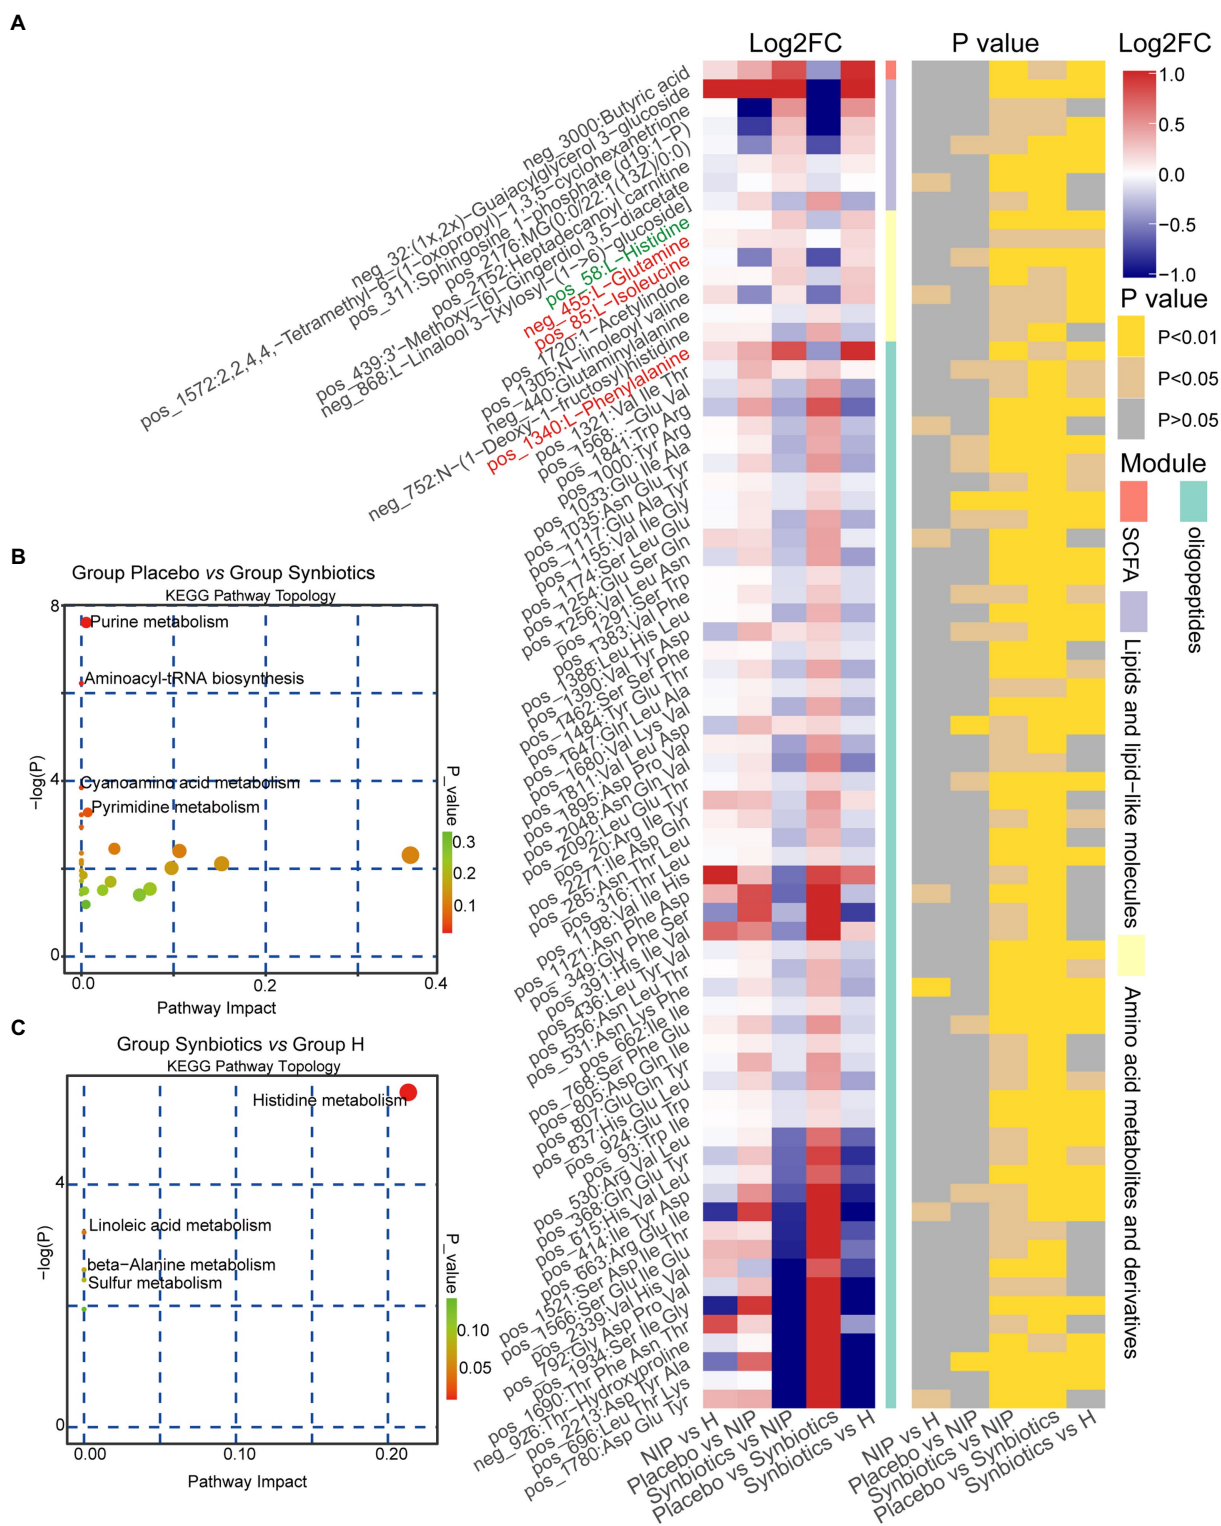 A
Log2FC
P value
Log2FC
neg_3000:Butyric acid
neg_32:(1x,2x)−Guaiacylglycerol 3−glucoside
pos_1572:2,2,4,4,−Tetramethyl−6−(1−oxopropyl)−1,3,5−cyclohexanetrione
pos_311:Sphingosine 1−phosphate (d19:1−P)
pos_2176:MG(0:0/22:1(13Z)/0:0)
pos_2152:Heptadecanoyl carnitine
pos_439:3'−Methoxy−[6]−Gingerdiol 3,5−diacetate
neg_868:L−Linalool 3−[xylosyl−(1−>6)−glucoside]
pos_58:L−Histidine
neg_455:L−Glutamine
pos_85:L−Isoleucine
pos_1720:1−Acetylindole
pos_1305:N−linoleoyl valine
neg_440:Glutaminylalanine
neg_752:N−(1−Deoxy−1−fructosyl)histidine
pos_1340:L−Phenylalanine
pos_1321:Val Ile Thr
pos_1568:−−Glu Val
pos_1841:Trp Arg
pos_1000:Tyr Arg
pos_1033:Glu Ile Ala
pos_1035:Asn Glu Tyr
pos_1117:Glu Ala Tyr
pos_1155:Val Ile Gly
pos_1174:Ser Leu Glu
pos_1254:Glu Ser Gln
pos_1256:Val Leu Asn
pos_1291:Ser Trp
pos_1383:Val Phe
pos_1388:Leu His Leu
pos_1390:Val Tyr Asp
pos_1462:Ser Ser Phe
pos_1484:Tyr Glu Thr
pos_1647:Gln Leu Ala
pos_1680:Val Lys Val
pos_1811:Val Leu Asp
pos_1895:Asp Pro Val
pos_2048:Asn Gln Val
pos_2092:Leu Glu Thr
pos_20:Arg Ile Tyr
pos_2271:Ile Asp Gln
pos_285:Asn Thr Leu
pos_316:Thr Leu
pos_1198:Val Ile His
pos_1121:Asn Phe Asp
pos_349:Gly Phe Ser
pos_391:His Ile Val
pos_436:Leu Tyr Val
pos_556:Asn Leu Thr
pos_531:Asn Lys Phe
pos_662:Ile Ile
pos_768:Ser Phe Glu
pos_805:Asp Gln Ile
pos_807:Glu Gln Tyr
pos_837:His Glu Leu
pos_924:Glu Trp
pos_93:Trp Ile
pos_530:Arg Val Leu
pos_368:Gln Glu Tyr
pos_615:His Val Leu
pos_414:Ile Tyr Asp
pos_663:Arg Glu Ile
pos_1521:Ser Asp Ile Thr
pos_1566:Ser Glu Ile Glu
pos_2339:Val His Val
pos_792:Gly Asp Pro Val
pos_1934:Ser Ile Gly
pos_1690:Thr Phe Asn Thr
neg_926:Thr−Hydroxyproline
pos_2213:Asp Tyr Ala
pos_696:Leu Thr Lys
pos_1780:Asp Glu Tyr
NIP vs H
Placebo vs NIP
Synbiotics vs NIP
Placebo vs Synbiotics
Synbiotics vs H
NIP vs H
Placebo vs NIP
Synbiotics vs NIP
Placebo vs Synbiotics
Synbiotics vs H
1.0
0.5
0.0
−0.5
−1.0
P value
P<0.01
P<0.05
P>0.05
Module
SCFA
oligopeptides
Lipids and lipid−like molecules
Amino acid metabolites and derivatives
B
Group Placebo vs Group Synbiotics
KEGG Pathway Topology
8
Purine metabolism
Aminoacyl-tRNA biosynthesis
4
Cyanoamino acid metabolism
Pyrimidine metabolism
0
−log(P)
0.0
0.2
0.4
Pathway Impact
P_value
0.3
0.2
0.1
C
Group Synbiotics vs Group H
KEGG Pathway Topology
Histidine metabolism
4
Linoleic acid metabolism
beta−Alanine metabolism
Sulfur metabolism
0
−log(P)
0.00
0.10
0.20
Pathway Impact
P_value
0.10
0.05